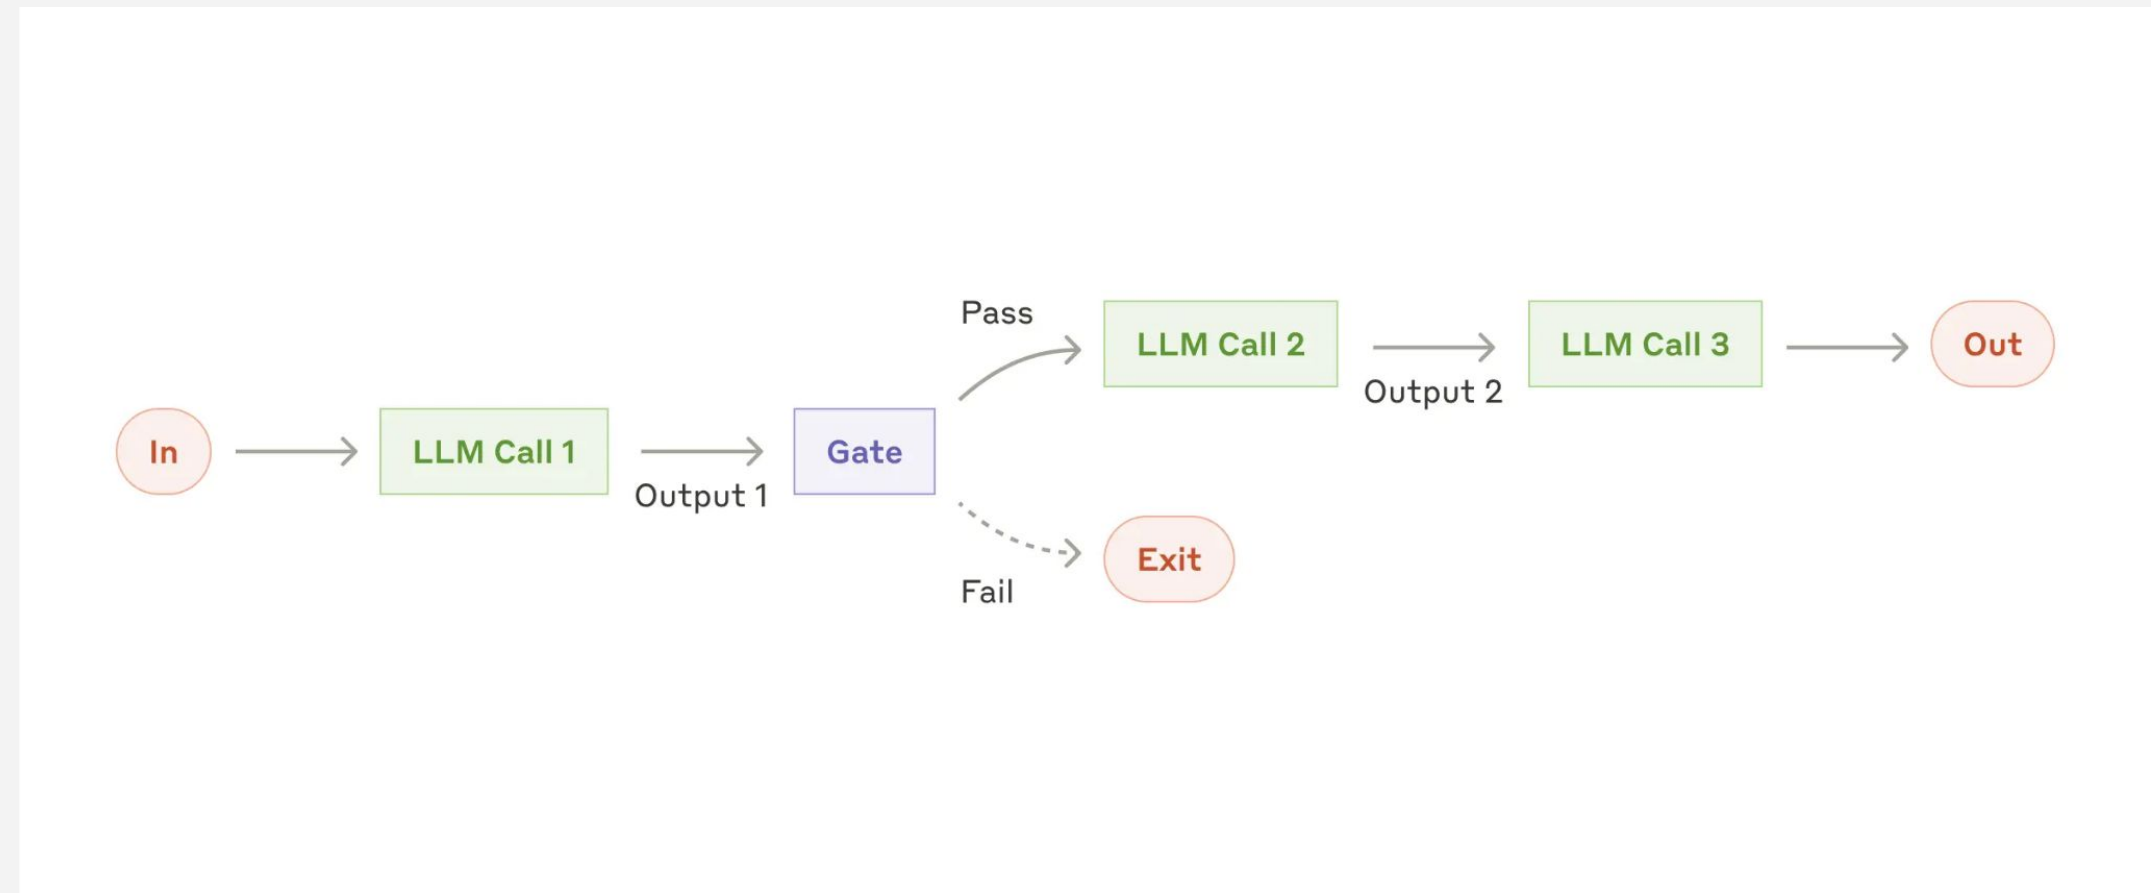 Pass
LLM Call 2
Output 2
LLM Call 3
Out
In
LLM Call 1
Output 1
Gate
Fail
Exit